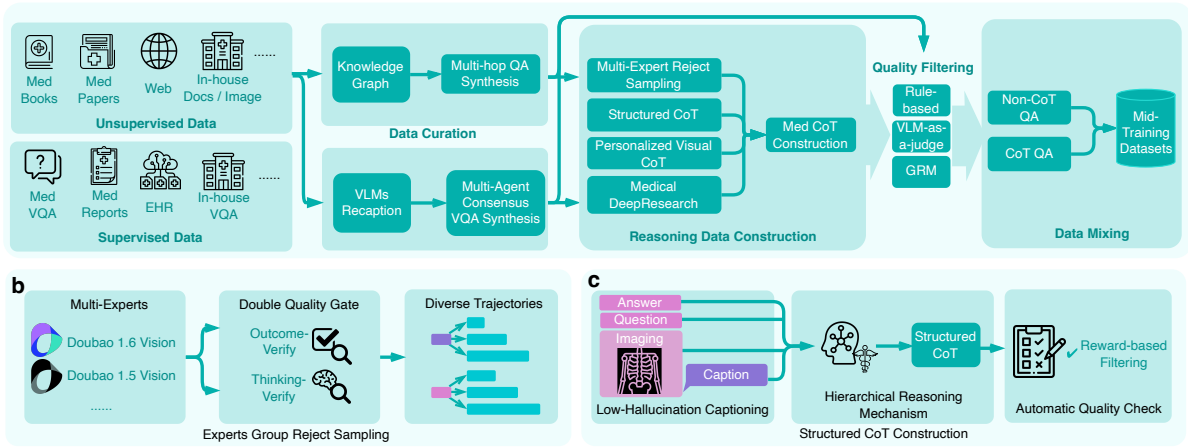 Med
Books
Med
Papers
Web
In-house
Docs / Image
......
Unsupervised Data
Med
VQA
Med
Reports
EHR
In-house
VQA
......
Supervised Data
Knowledge
Graph
Multi-hop QA
Synthesis
Data Curation
VLMs
Recaption
Multi-Agent
Consensus
VQA Synthesis
Multi-Expert Reject
Sampling
Structured CoT
Personalized Visual
CoT
Medical
DeepResearch
Med CoT
Construction
Reasoning Data Construction
Quality Filtering
Rule-
based
VLM-as-
a-judge
GRM
Non-CoT
QA
CoT QA
Mid-
Training
Datasets
Data Mixing
b
Multi-Experts
Doubao 1.6 Vision
Doubao 1.5 Vision
......
Double Quality Gate
Outcome-
Verify
Thinking-
Verify
Diverse Trajectories
Experts Group Reject Sampling
c
Answer
Question
Imaging
Caption
Low-Hallucination Captioning
Structured
CoT
Hierarchical Reasoning
Mechanism
Reward-based
Filtering
Automatic Quality Check
Structured CoT Construction